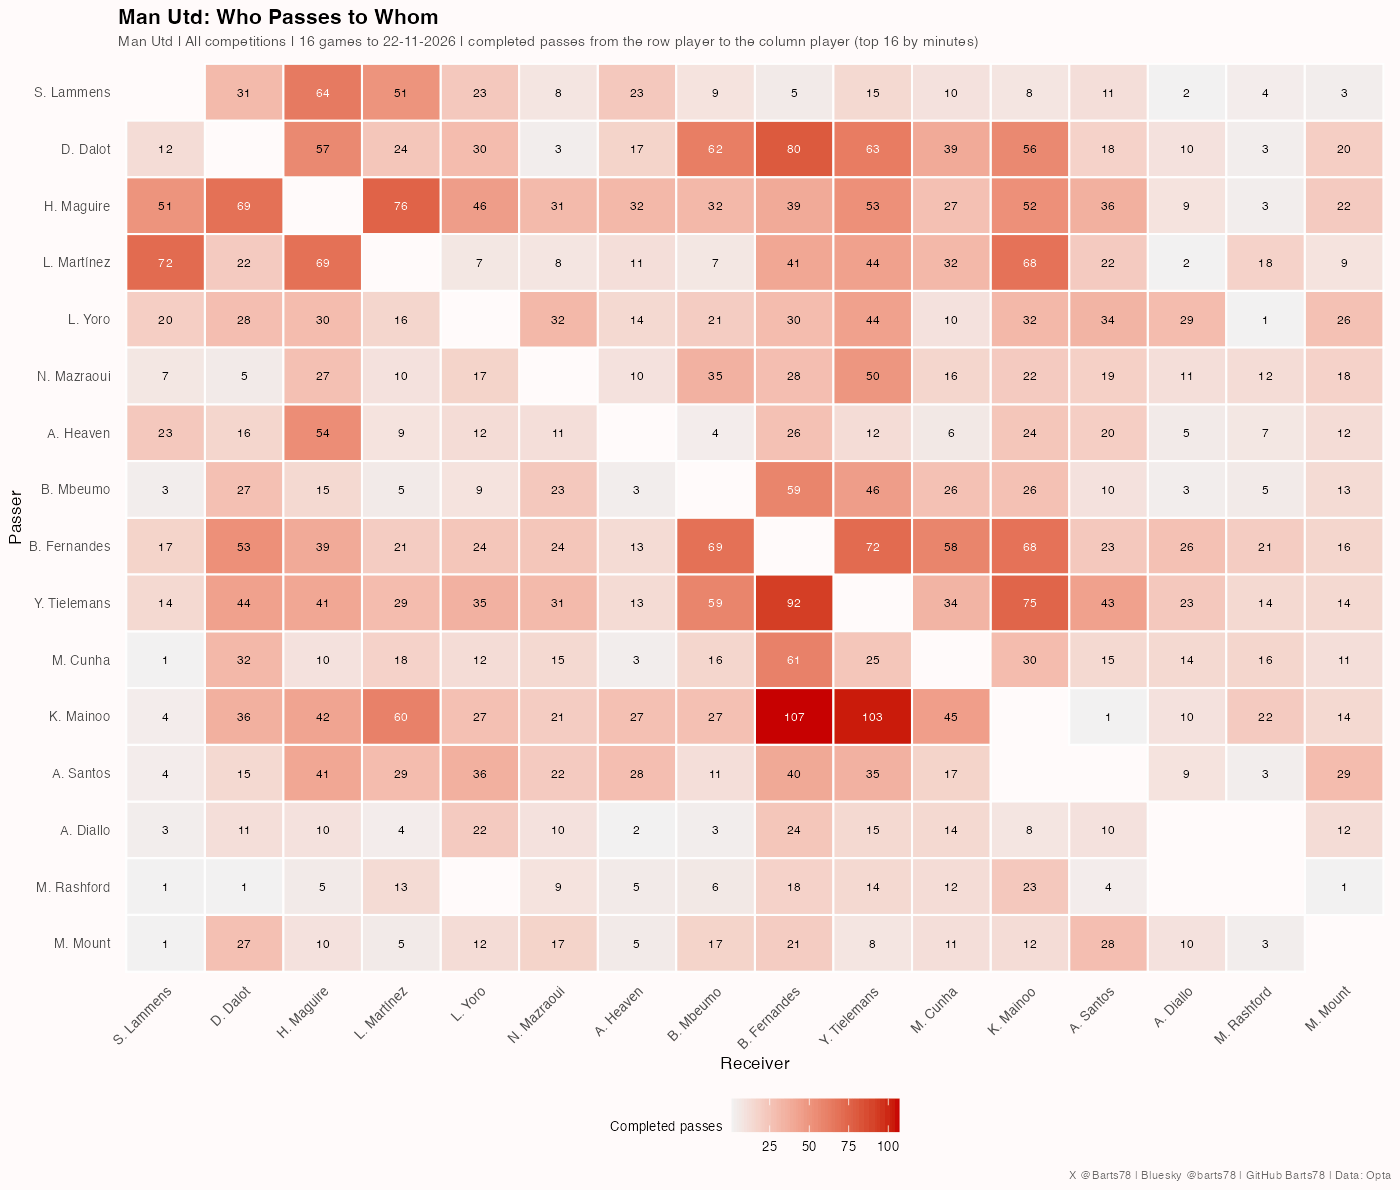 Man Utd: Who Passes to Whom
Man Utd | All competitions | 16 games to 22-11-2026 | completed passes from the row player to the column player (top 16 by minutes)
S. Lammens 31 64 51 23 8 23 9 5 15 10 8 11 2 4 3
D. Dalot 12 57 24 30 3 17 62 80 63 39 56 18 10 3 20
H. Maguire 51 69 76 46 31 32 32 39 53 27 52 36 9 3 22
L. Martínez 72 22 69 7 8 11 7 41 44 32 68 22 2 18 9
L. Yoro 20 28 30 16 32 14 21 30 44 10 32 34 29 1 26
N. Mazraoui 7 5 27 10 17 10 35 28 50 16 22 19 11 12 18
A. Heaven 23 16 54 9 12 11 4 26 12 6 24 20 5 7 12
B. Mbeumo 3 27 15 5 9 23 3 59 46 26 26 10 3 5 13
Passer
B. Fernandes 17 53 39 21 24 24 13 69 72 58 68 23 26 21 16
Y. Tielemans 14 44 41 29 35 31 13 59 92 34 75 43 23 14 14
M. Cunha 1 32 10 18 12 15 3 16 61 25 30 15 14 16 11
K. Mainoo 4 36 42 60 27 21 27 27 107 103 45 1 10 22 14
A. Santos 4 15 41 29 36 22 28 11 40 35 17 9 3 29
A. Diallo 3 11 10 4 22 10 2 3 24 15 14 8 10 12
M. Rashford 1 1 5 13 9 5 6 18 14 12 23 4 1
M. Mount 1 27 10 5 12 17 5 17 21 8 11 12 28 10 3
S. Lammens D. Dalot H. Maguire L. Martínez L. Yoro N. Mazraoui A. Heaven B. Mbeumo B. Fernandes Y. Tielemans M. Cunha K. Mainoo A. Santos A. Diallo M. Rashford M. Mount
Receiver
Completed passes
25 50 75 100
X @Barts78 | Bluesky @barts78 | GitHub Barts78 | Data: Opta